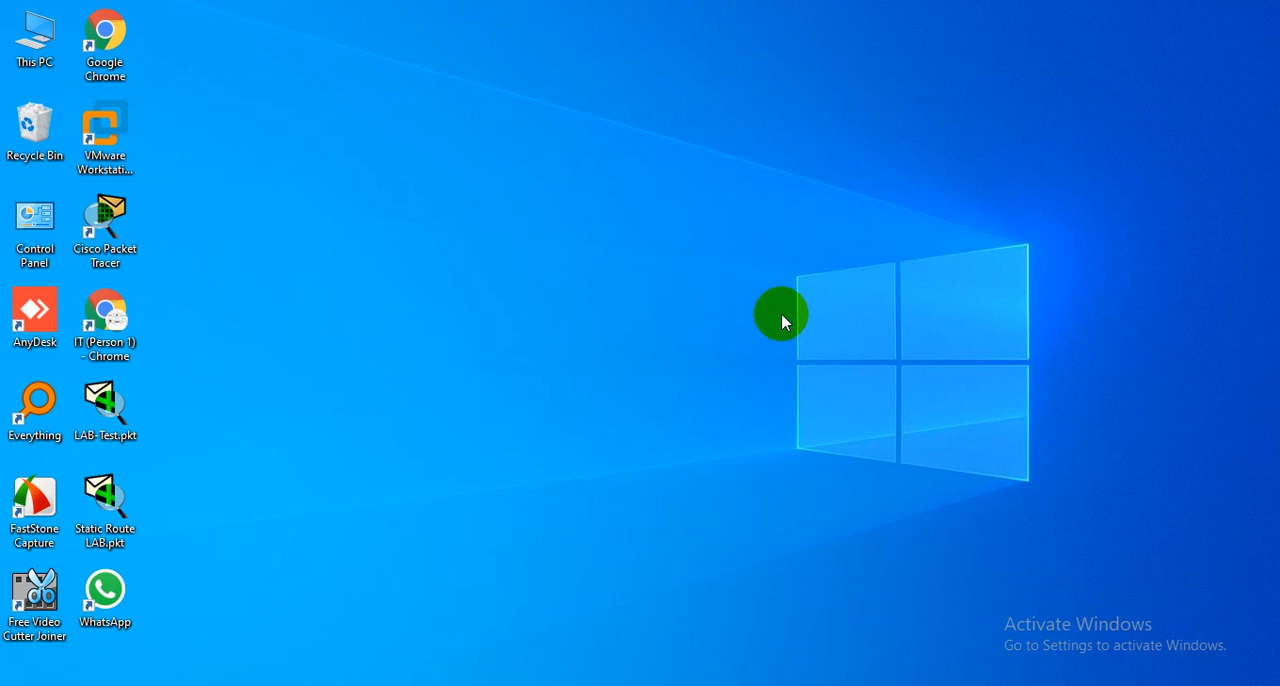 This PC
Google
Chrome
Recycle Bin
VMware
Workstati...
Control
Panel
Cisco Packet
Tracer
AnyDesk
IT (Person 1)
- Chrome
Everything
LAB-Test.pkt
FastStone
Capture
Static Route
LAB.pkt
Free Video
Cutter Joiner
WhatsApp
Activate Windows
Go to Settings to activate Windows.